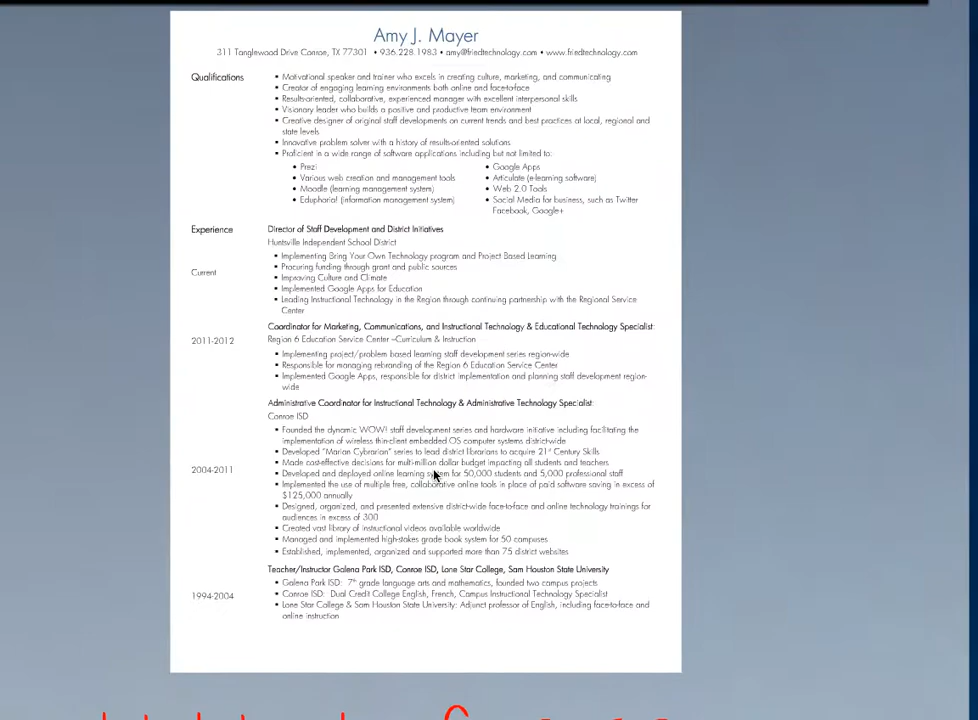 Amy J. Mayer
311 Tanglewood Drive Conroe, TX 77301 • 936.228.1983 • amy@friedtechnology.com • www.friedtechnology.com
Qualifications
▪ Motivational speaker and trainer who excels in creating culture, marketing, and communicating
▪ Creator of engaging learning environments both online and face-to-face
▪ Results-oriented, collaborative, experienced manager with excellent interpersonal skills
▪ Visionary leader who builds a positive and productive team environment
▪ Creative designer of original staff developments on current trends and best practices at local, regional and
state levels
▪ Innovative problem solver with a history of results-oriented solutions
▪ Proficient in a wide range of software applications including but not limited to:
• Prezi
• Various web creation and management tools
• Moodle (learning management system)
• Eduphoria! (information management system)
• Google Apps
• Articulate (e-learning software)
• Web 2.0 Tools
• Social Media for business, such as Twitter
Facebook, Google+
Experience
Director of Staff Development and District Initiatives
Huntsville Independent School District
Current
▪ Implementing Bring Your Own Technology program and Project Based Learning
▪ Procuring funding through grant and public sources
▪ Improving Culture and Climate
▪ Implemented Google Apps for Education
▪ Leading Instructional Technology in the Region through continuing partnership with the Regional Service
Center
Coordinator for Marketing, Communications, and Instructional Technology & Educational Technology Specialist:
2011-2012
Region 6 Education Service Center –Curriculum & Instruction
▪ Implementing project/problem based learning staff development series region-wide
▪ Responsible for managing rebranding of the Region 6 Education Service Center
▪ Implemented Google Apps, responsible for district implementation and planning staff development region-
wide
Administrative Coordinator for Instructional Technology & Administrative Technology Specialist:
Conroe ISD
2004-2011
▪ Founded the dynamic WOW! staff development series and hardware initiative including facilitating the
implementation of wireless thin-client embedded OS computer systems district-wide
▪ Developed "Marian Cybrarian" series to lead district librarians to acquire 21st Century Skills
▪ Made cost-effective decisions for multi-million dollar budget impacting all students and teachers
▪ Developed and deployed online learning system for 50,000 students and 5,000 professional staff
▪ Implemented the use of multiple free, collaborative online tools in place of paid software saving in excess of
$125,000 annually
▪ Designed, organized, and presented extensive district-wide face-to-face and online technology trainings for
audiences in excess of 300
▪ Created vast library of instructional videos available worldwide
▪ Managed and implemented high-stakes grade book system for 50 campuses
▪ Established, implemented, organized and supported more than 75 district websites
Teacher/Instructor Galena Park ISD, Conroe ISD, Lone Star College, Sam Houston State University
1994-2004
▪ Galena Park ISD: 7th grade language arts and mathematics, founded two campus projects
▪ Conroe ISD: Dual Credit College English, French, Campus Instructional Technology Specialist
▪ Lone Star College & Sam Houston State University: Adjunct professor of English, including face-to-face and
online instruction